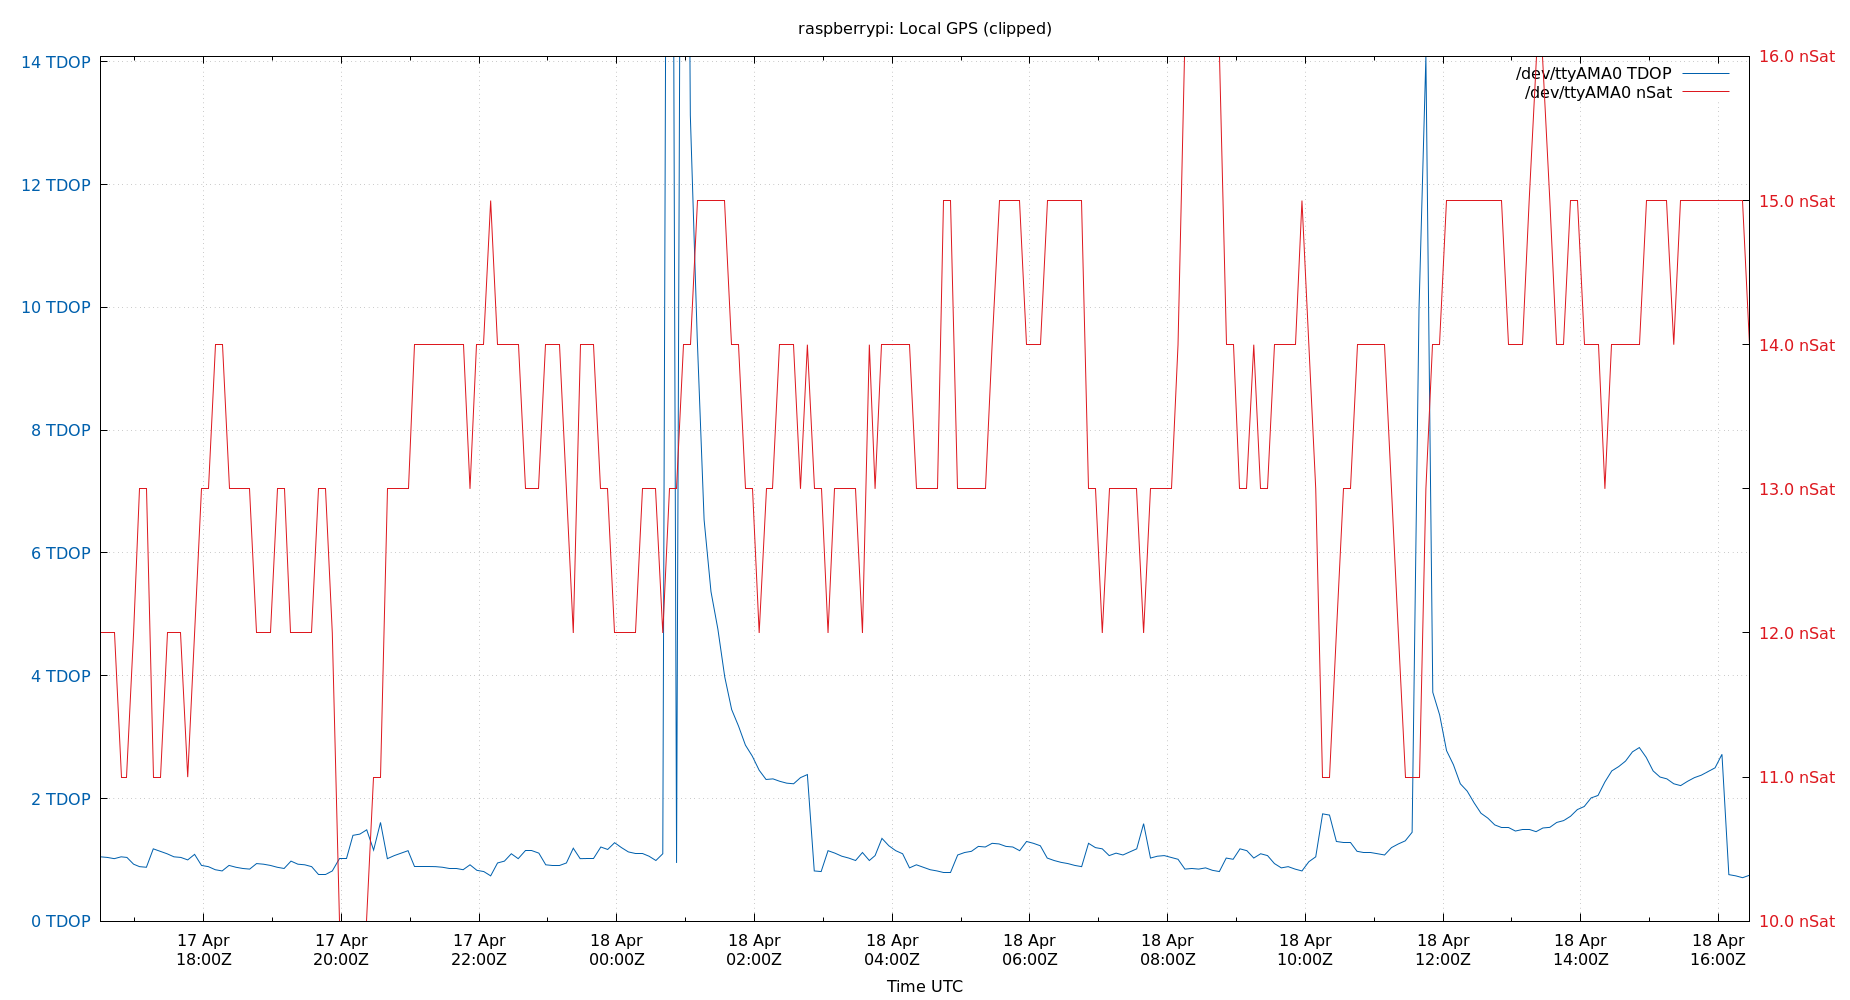 raspberrypi: Local GPS (clipped)
14 TDOP
12 TDOP
10 TDOP
8 TDOP
6 TDOP
4 TDOP
2 TDOP
0 TDOP
16.0 nSat
15.0 nSat
14.0 nSat
13.0 nSat
12.0 nSat
11.0 nSat
10.0 nSat
/dev/ttyAMA0 TDOP
/dev/ttyAMA0 nSat
17 Apr
18:00Z
17 Apr
20:00Z
17 Apr
22:00Z
18 Apr
00:00Z
18 Apr
02:00Z
18 Apr
04:00Z
18 Apr
06:00Z
18 Apr
08:00Z
18 Apr
10:00Z
18 Apr
12:00Z
18 Apr
14:00Z
18 Apr
16:00Z
Time UTC